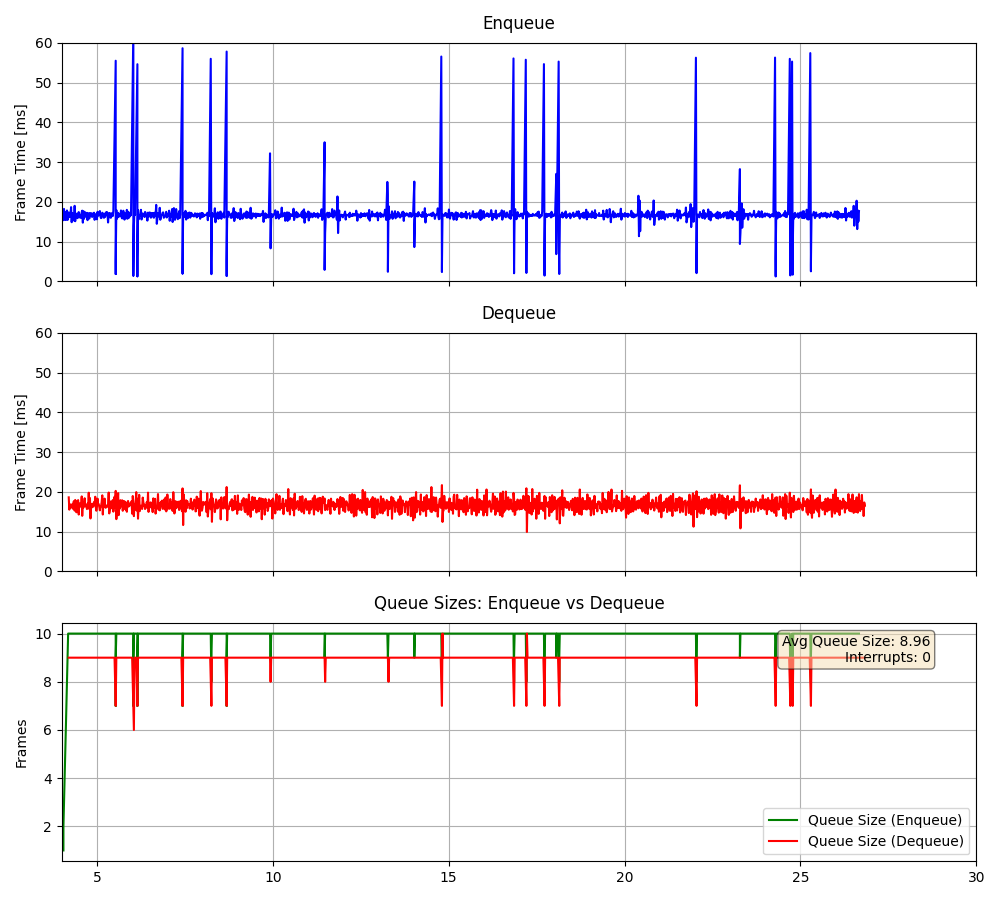 Enqueue
60
50
40
30
20
10
0
Frame Time [ms]
Dequeue
60
50
40
30
20
10
0
Frame Time [ms]
Queue Sizes: Enqueue vs Dequeue
10
8
6
4
2
Frames
Avg Queue Size: 8.96
Interrupts: 0
Queue Size (Enqueue)
Queue Size (Dequeue)
5 10 15 20 25 30